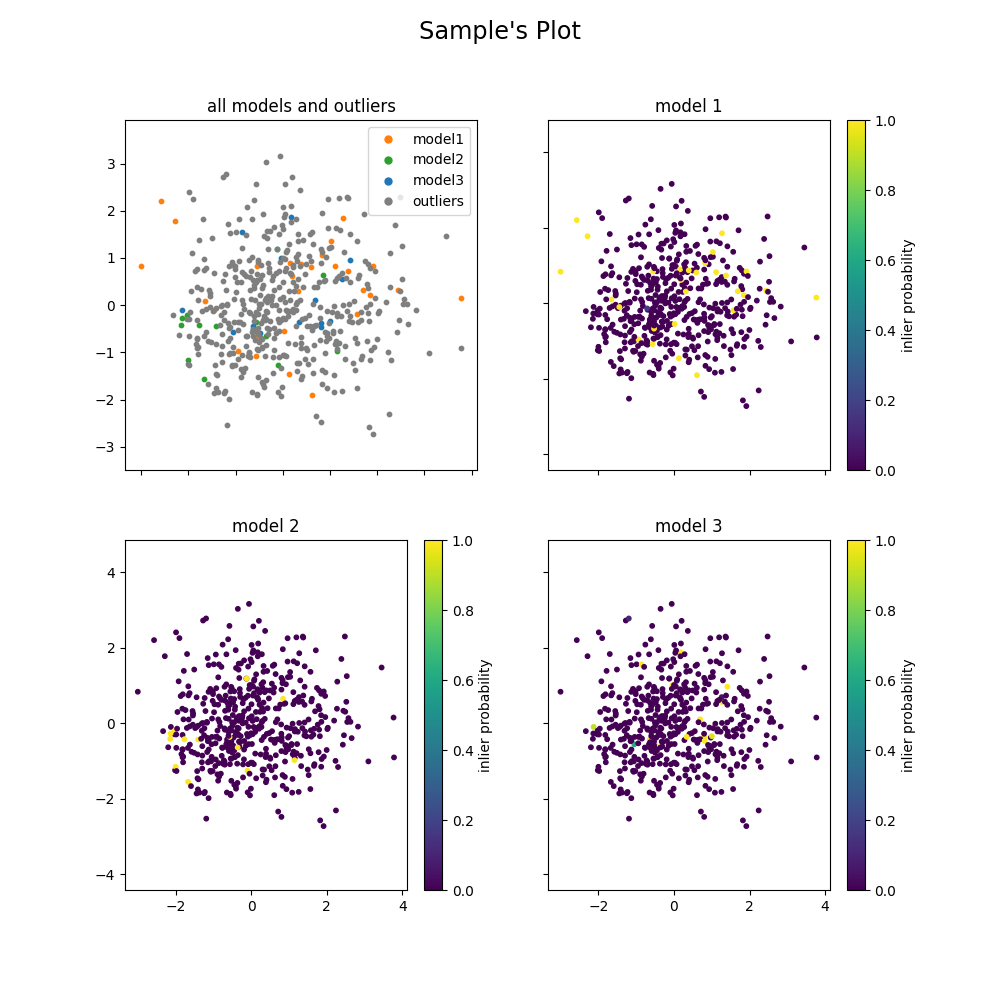 Sample's Plot
all models and outliers
3
2
1
0
−1
−2
−3
model1
model2
model3
outliers
model 1
1.0
0.8
0.6
0.4
0.2
0.0
inlier probability
model 2
4
2
0
−2
−4
−2 0 2 4
1.0
0.8
0.6
0.4
0.2
0.0
inlier probability
model 3
−2 0 2 4
1.0
0.8
0.6
0.4
0.2
0.0
inlier probability